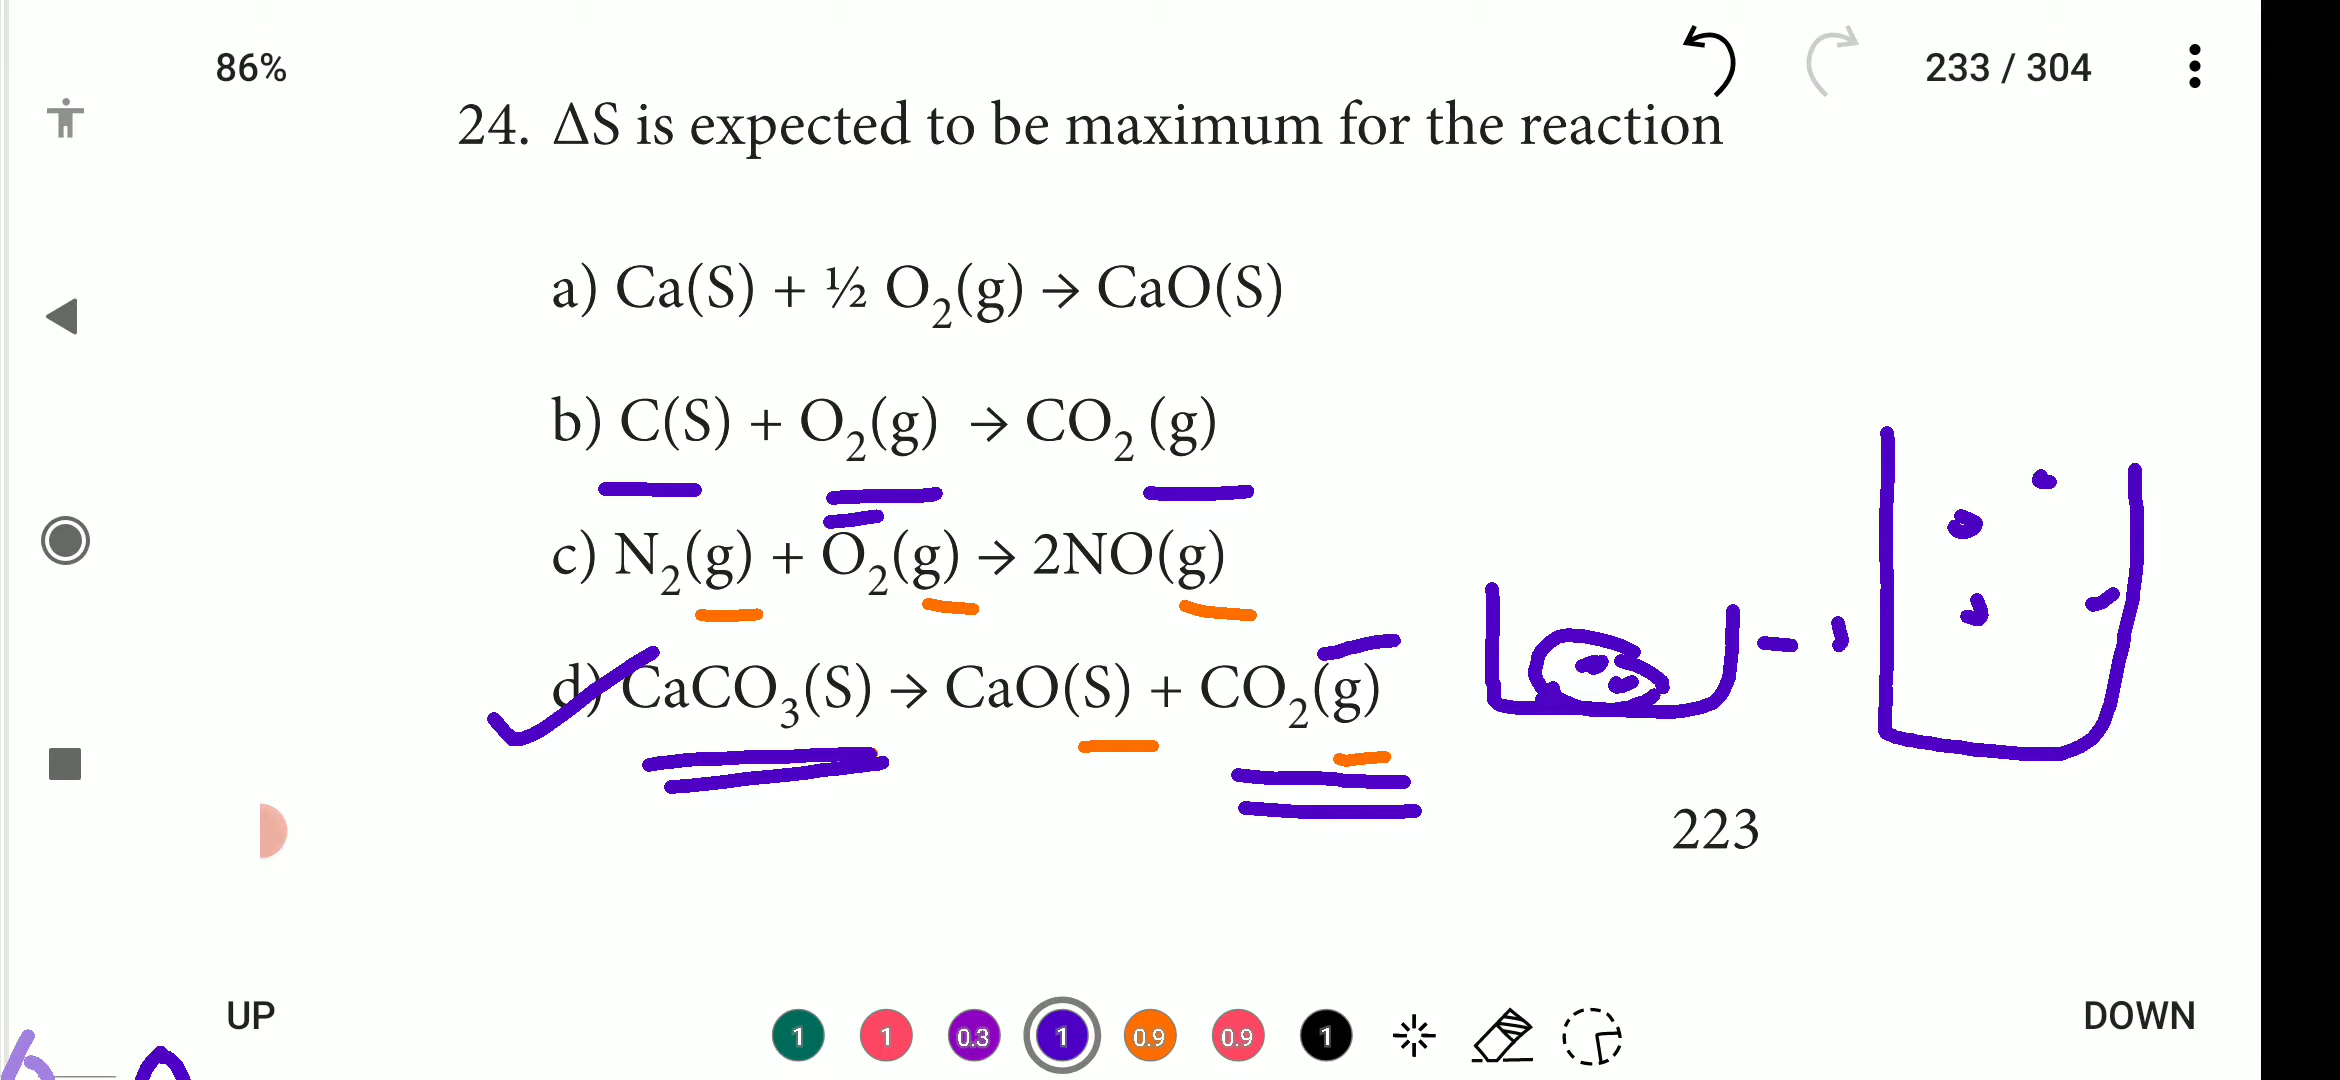 86%
233 / 304
24. ΔS is expected to be maximum for the reaction
a) Ca(S) + ½ O₂(g) → CaO(S)
b) C(S) + O₂(g) → CO₂ (g)
c) N₂(g) + O₂(g) → 2NO(g)
d) CaCO₃(S) → CaO(S) + CO₂(g)
223
UP
DOWN
1 1 0.3 1 0.9 0.9 1